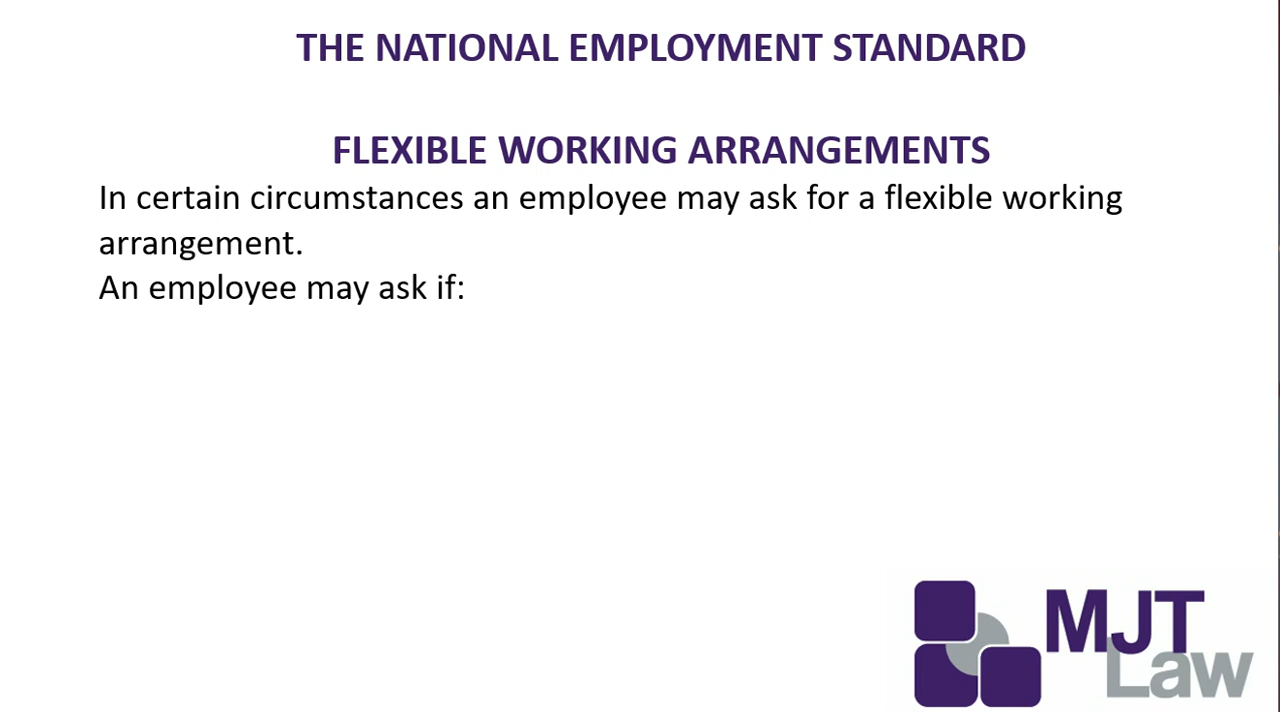 THE NATIONAL EMPLOYMENT STANDARD
FLEXIBLE WORKING ARRANGEMENTS
In certain circumstances an employee may ask for a flexible working
arrangement.
An employee may ask if:
MJT
Law